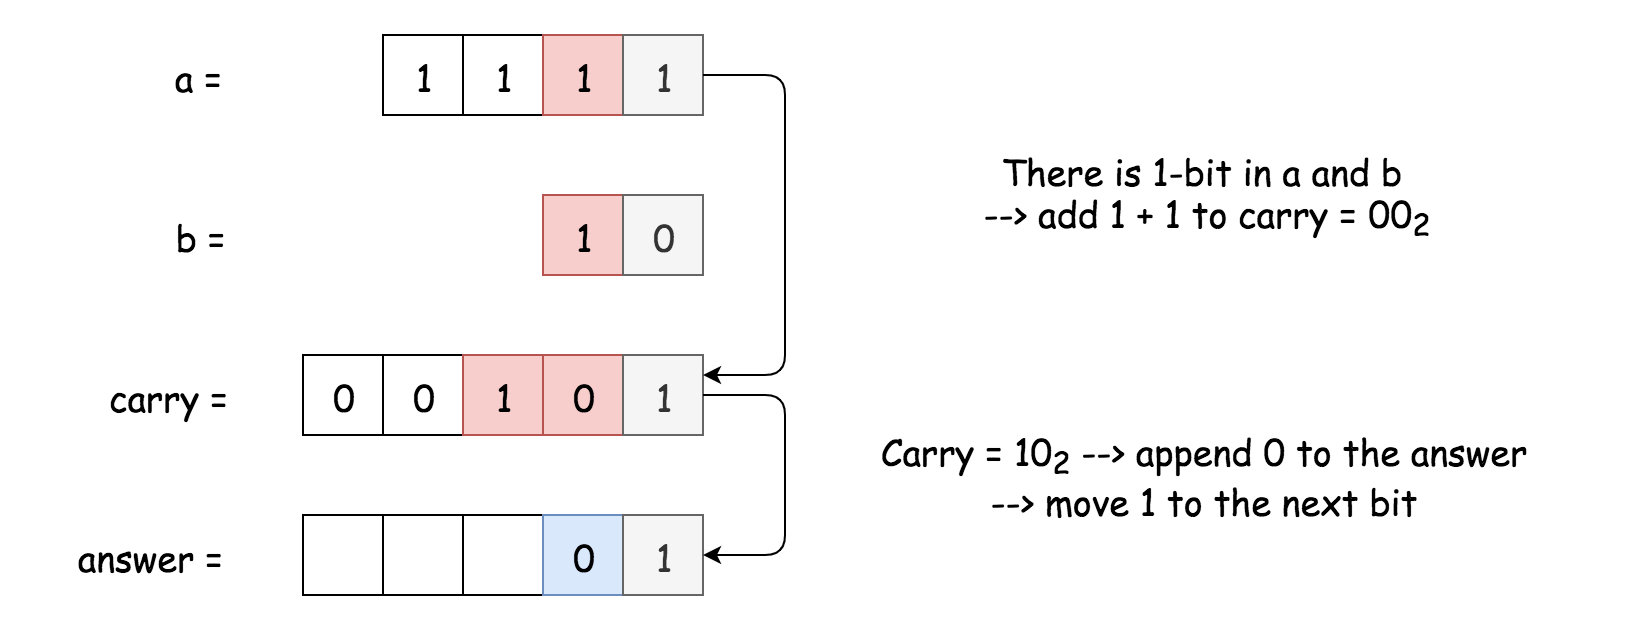 a = 1 1 1 1
There is 1-bit in a and b
--> add 1 + 1 to carry = 00₂
b = 1 0
carry = 0 0 1 0 1
Carry = 10₂ --> append 0 to the answer
--> move 1 to the next bit
answer = 0 1